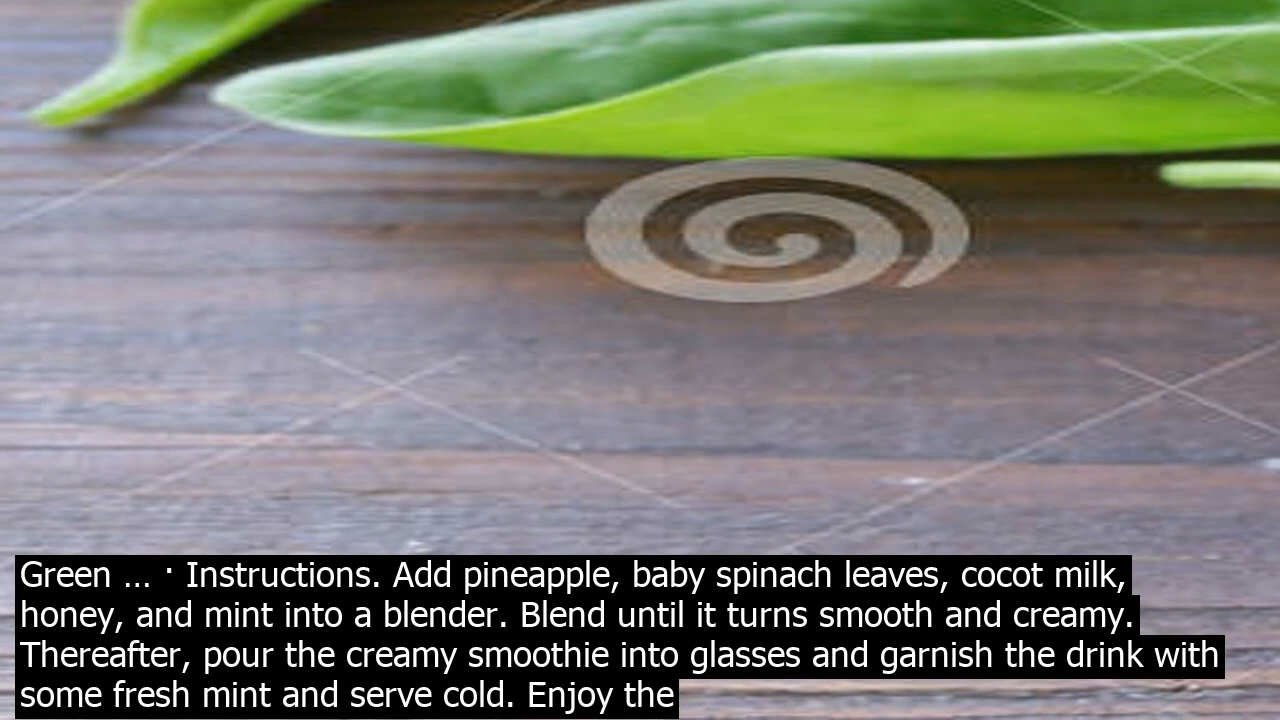 Green ... · Instructions. Add pineapple, baby spinach leaves, cocot milk,
honey, and mint into a blender. Blend until it turns smooth and creamy.
Thereafter, pour the creamy smoothie into glasses and garnish the drink with
some fresh mint and serve cold. Enjoy the